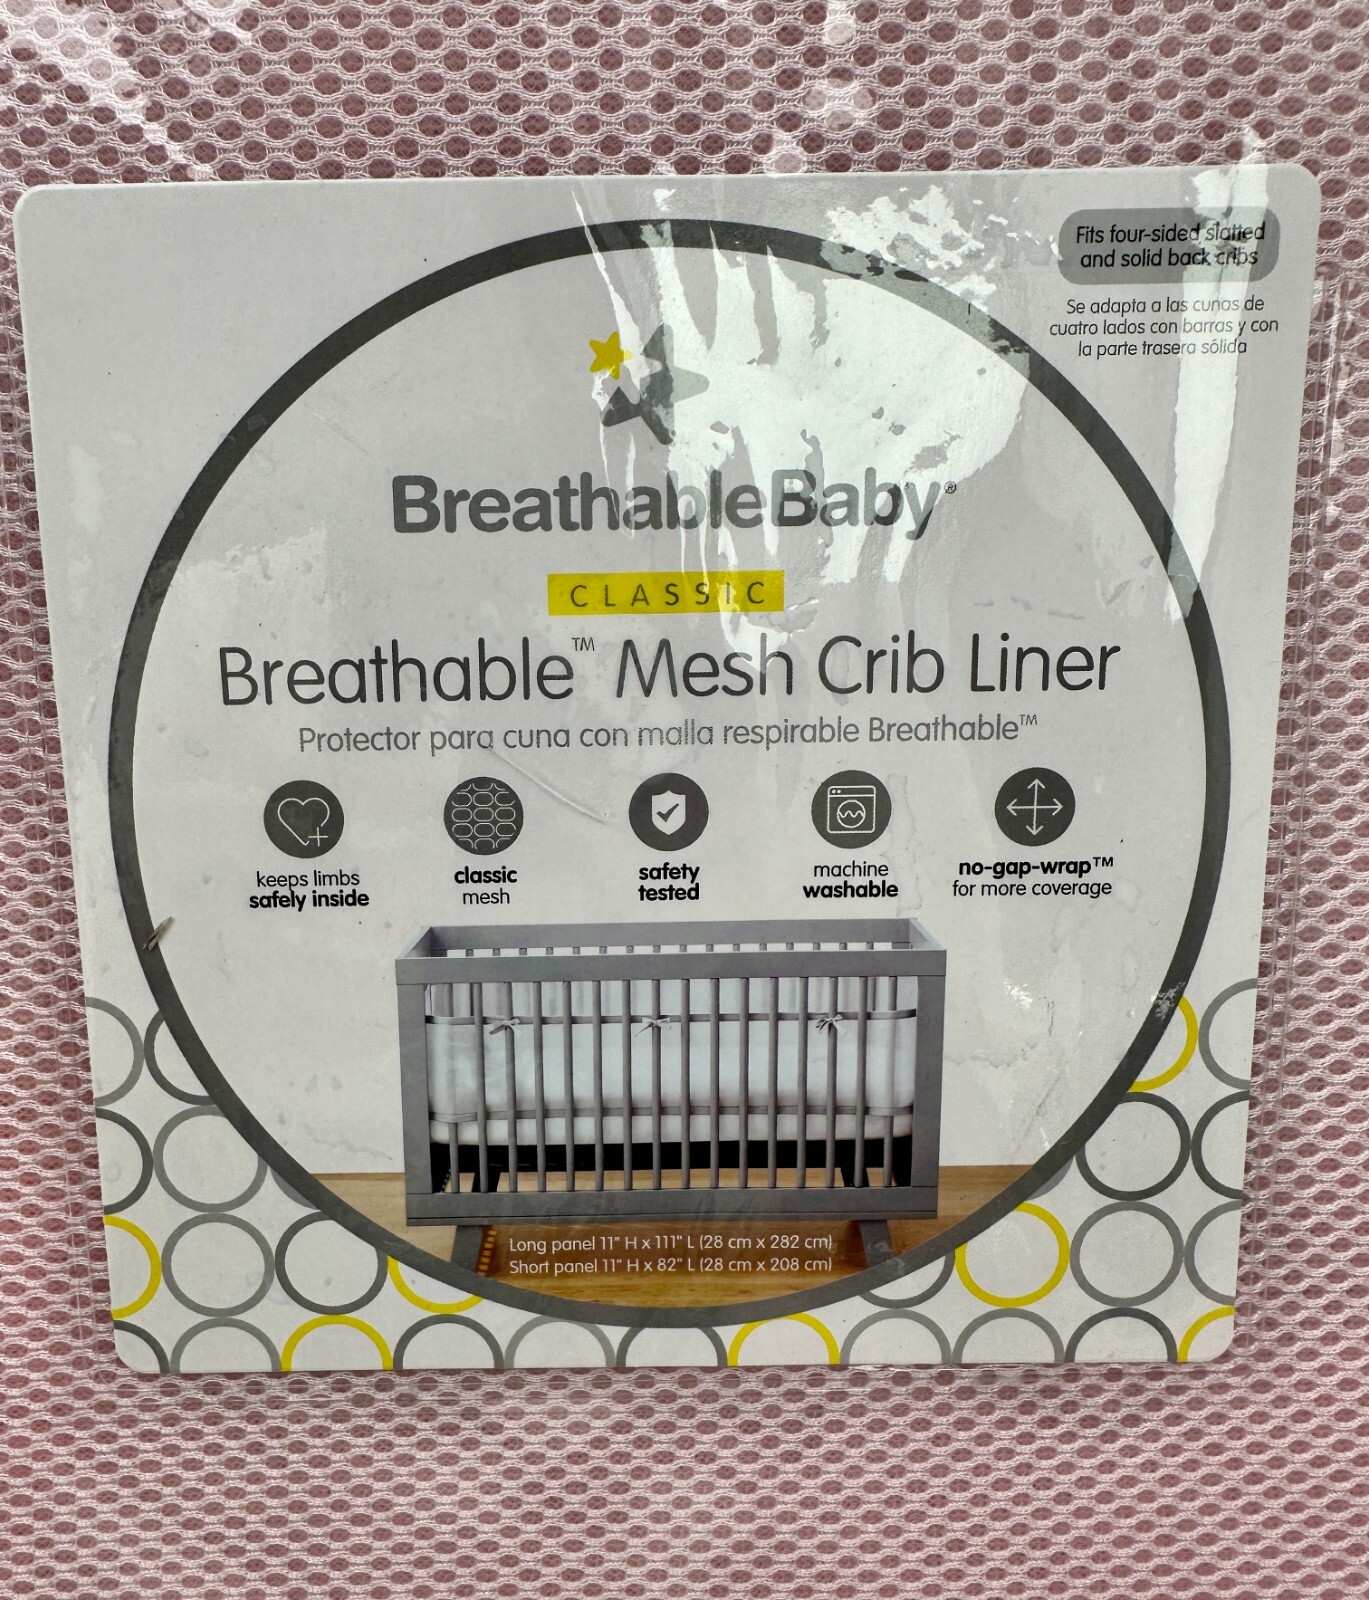 Fits four-sided slatted
and solid back cribs
Se adapta a las cunas de
cuatro lados con barras y con
la parte trasera sólida
BreathableBaby®
CLASSIC
Breathable™ Mesh Crib Liner
Protector para cuna con malla respirable Breathable™
keeps limbs
safely inside
classic
mesh
safety
tested
machine
washable
no-gap-wrap™
for more coverage
Long panel 11" H x 111" L (28 cm x 282 cm)
Short panel 11" H x 82" L (28 cm x 208 cm)